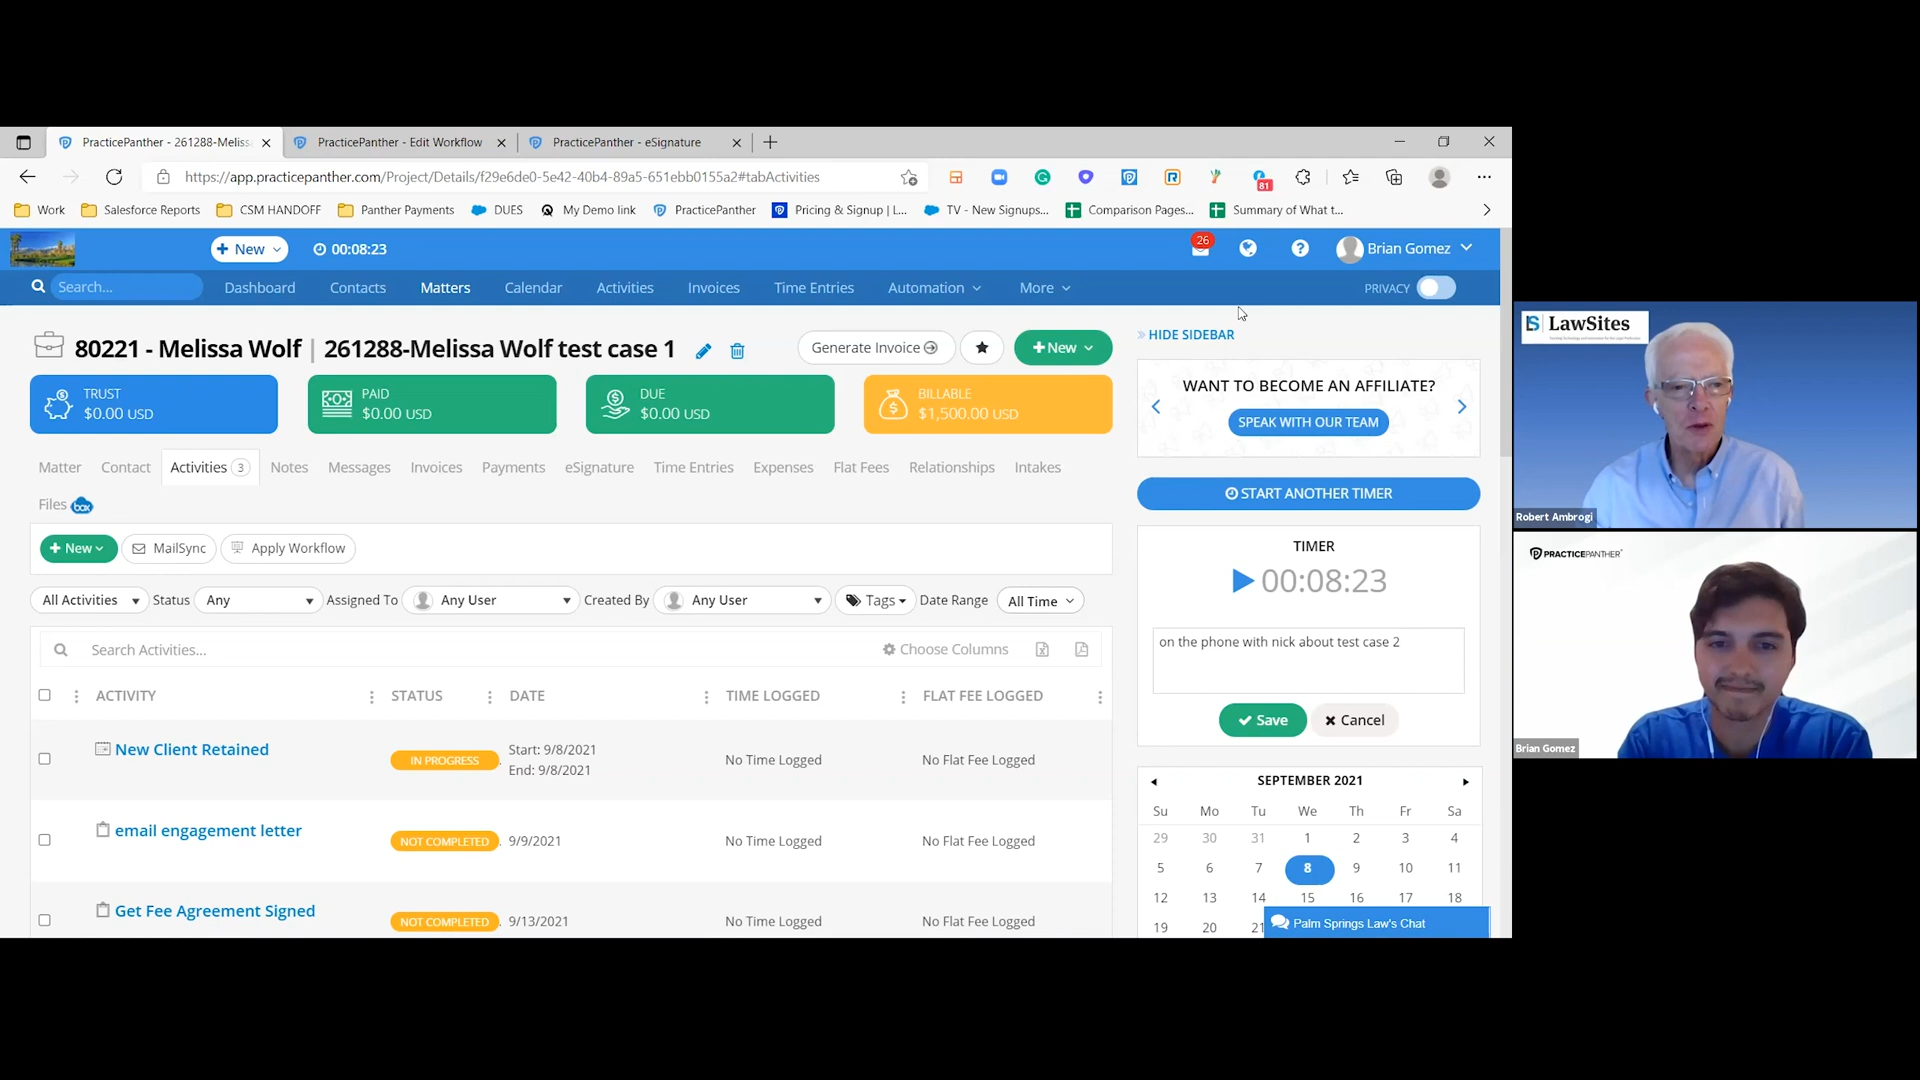 PracticePanther - 261288-Meliss
PracticePanther - Edit Workflow
PracticePanther - eSignature
https://app.practicepanther.com/Project/Details/f29e6de0-5e42-40b4-89a5-651ebb0155a2#tabActivities
81
Work
Salesforce Reports
CSM HANDOFF
Panther Payments
DUES
My Demo link
PracticePanther
Pricing & Signup | L...
TV - New Signups...
Comparison Pages...
Summary of What t...
New
00:08:23
26
Brian Gomez
Search...
Dashboard
Contacts
Matters
Calendar
Activities
Invoices
Time Entries
Automation
More
PRIVACY
80221 - Melissa Wolf | 261288-Melissa Wolf test case 1
Generate Invoice
New
TRUST
$0.00 USD
PAID
$0.00 USD
DUE
$0.00 USD
BILLABLE
$1,500.00 USD
Matter
Contact
Activities 3
Notes
Messages
Invoices
Payments
eSignature
Time Entries
Expenses
Flat Fees
Relationships
Intakes
Files box
New
MailSync
Apply Workflow
All Activities
Status
Any
Assigned To
Any User
Created By
Any User
Tags
Date Range
All Time
Search Activities...
Choose Columns
ACTIVITY
STATUS
DATE
TIME LOGGED
FLAT FEE LOGGED
New Client Retained
IN PROGRESS
Start: 9/8/2021
End: 9/8/2021
No Time Logged
No Flat Fee Logged
email engagement letter
NOT COMPLETED
9/9/2021
No Time Logged
No Flat Fee Logged
Get Fee Agreement Signed
NOT COMPLETED
9/13/2021
No Time Logged
No Flat Fee Logged
HIDE SIDEBAR
WANT TO BECOME AN AFFILIATE?
SPEAK WITH OUR TEAM
START ANOTHER TIMER
TIMER
00:08:23
on the phone with nick about test case 2
Save
Cancel
SEPTEMBER 2021
Su Mo Tu We Th Fr Sa
29 30 31 1 2 3 4
5 6 7 8 9 10 11
12 13 14 15 16 17 18
19 20 21
Palm Springs Law's Chat
LS LawSites
Robert Ambrogi
PRACTICEPANTHER
Brian Gomez